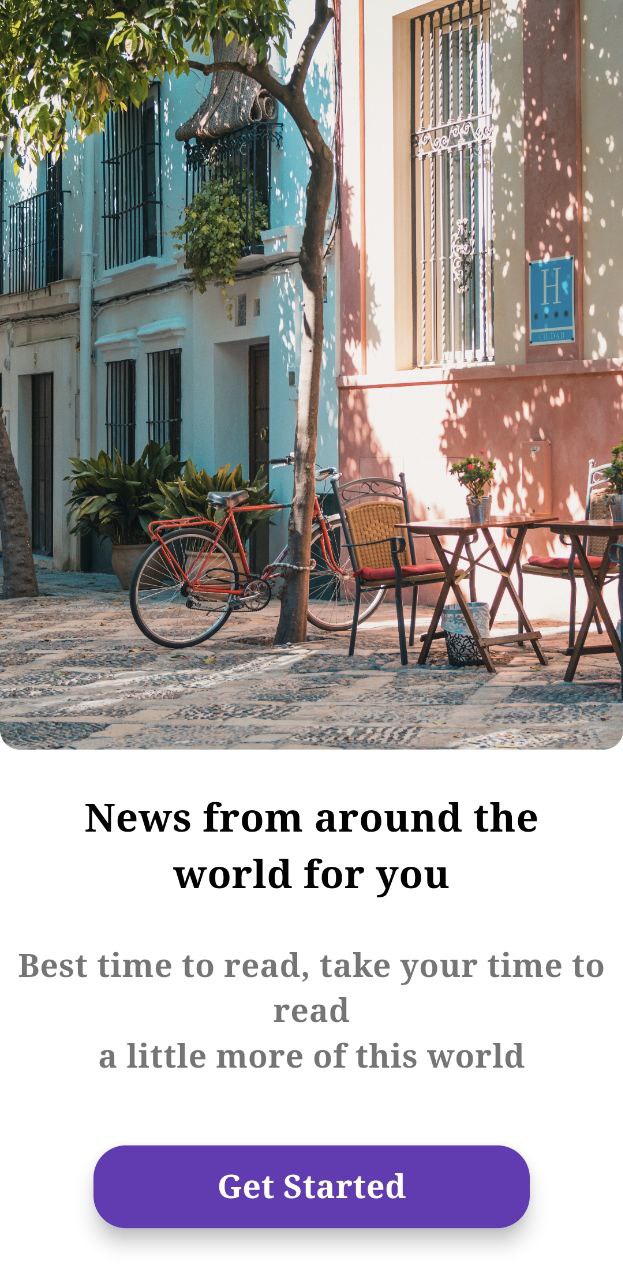 H
CIUDAD
News from around the
world for you
Best time to read, take your time to
read
a little more of this world
Get Started